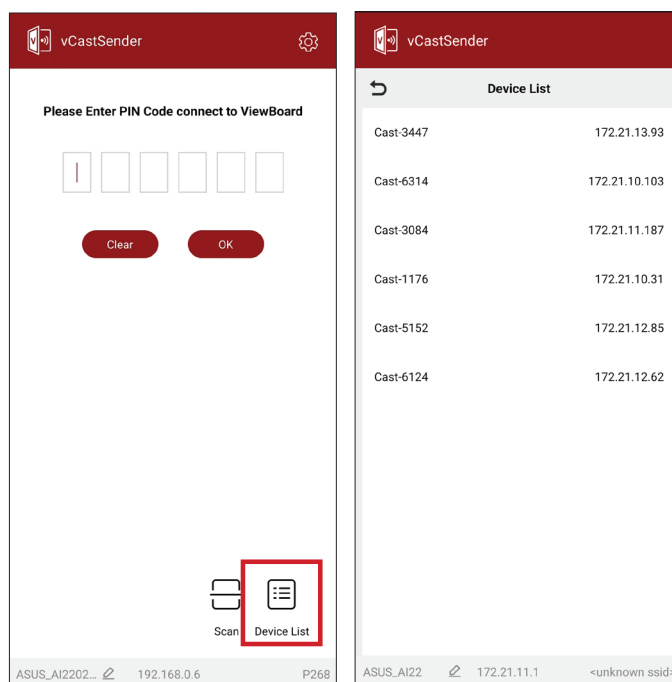 vCastSender
Please Enter PIN Code connect to ViewBoard
Clear OK
Scan Device List
ASUS_AI2202... 192.168.0.6 P268
vCastSender
Device List
Cast-3447 172.21.13.93
Cast-6314 172.21.10.103
Cast-3084 172.21.11.187
Cast-1176 172.21.10.31
Cast-5152 172.21.12.85
Cast-6124 172.21.12.62
ASUS_AI22 172.21.11.1 <unknown ssid>